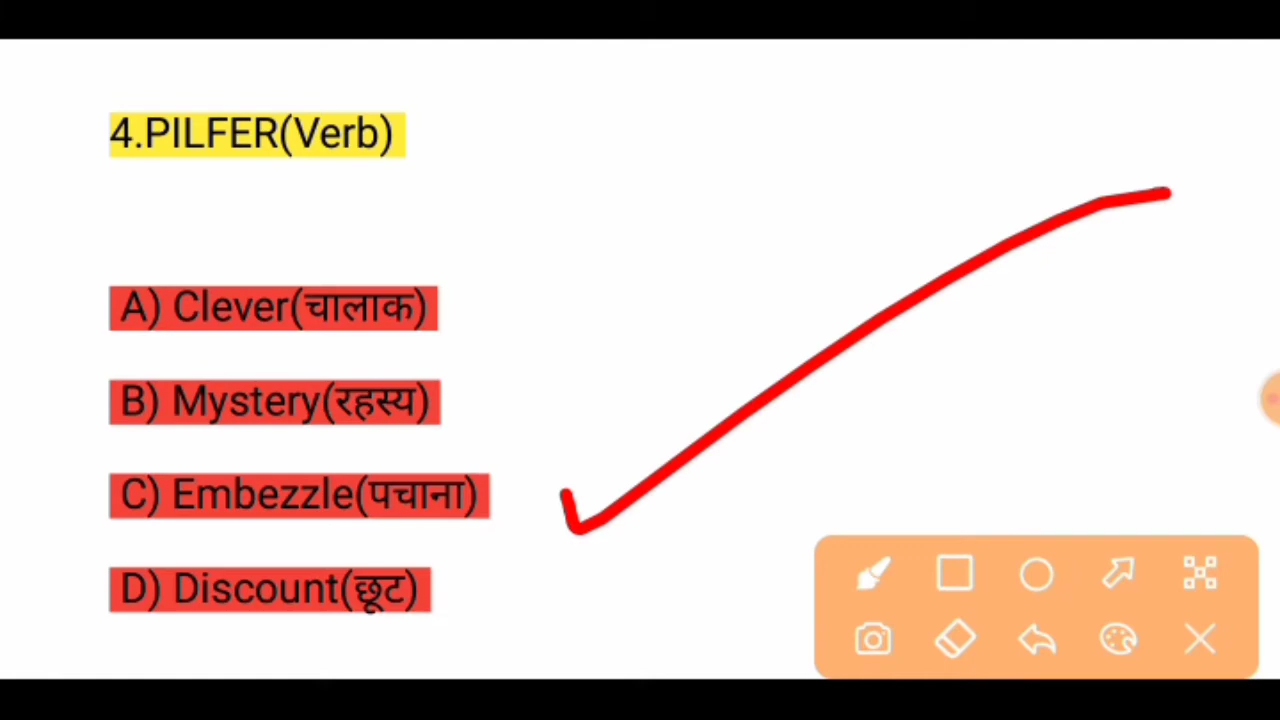 4.PILFER(Verb)
A) Clever(चालाक)
B) Mystery(रहस्य)
C) Embezzle(पचाना)
D) Discount(छूट)